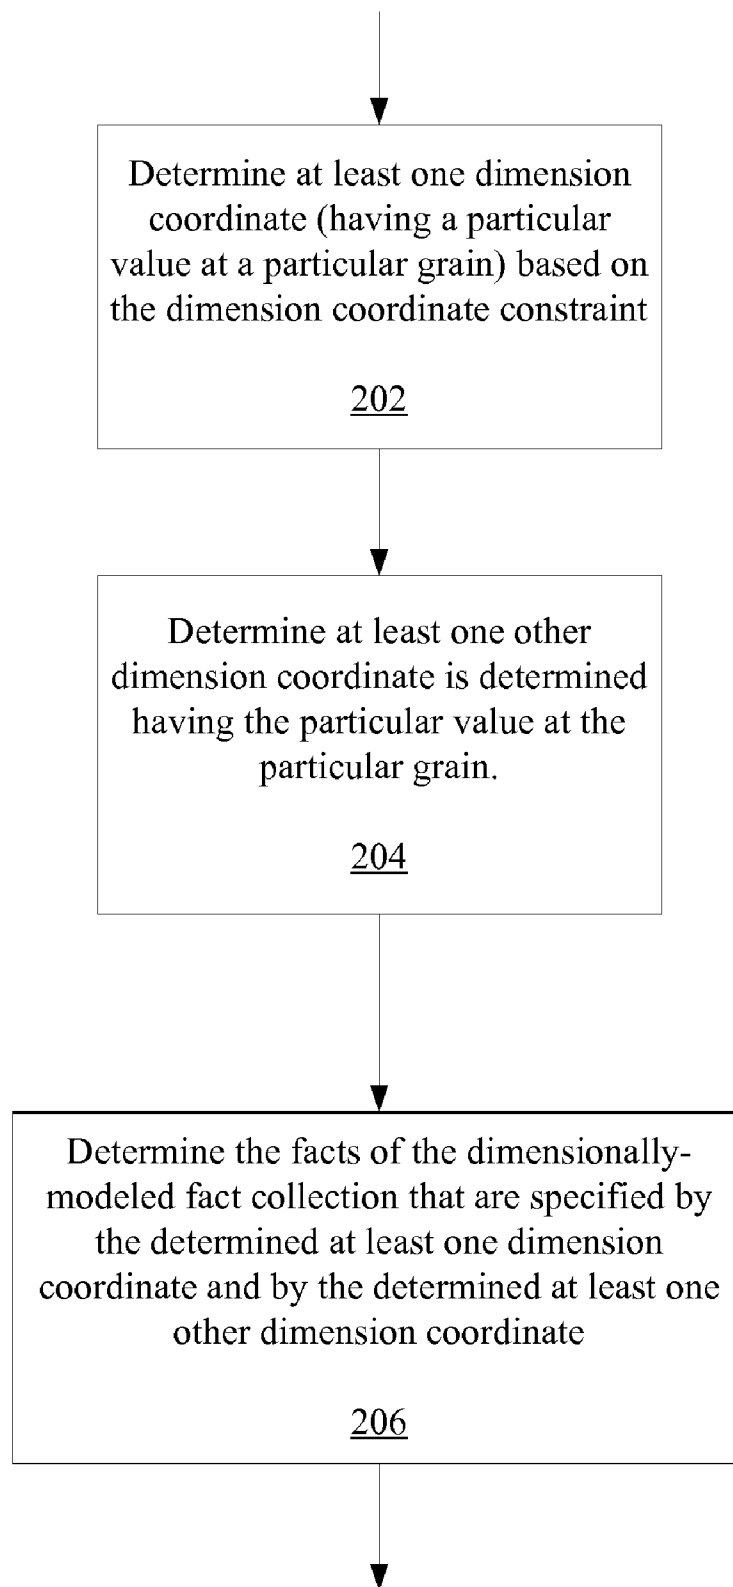 Determine at least one dimension
coordinate (having a particular
value at a particular grain) based on
the dimension coordinate constraint
202
Determine at least one other
dimension coordinate is determined
having the particular value at the
particular grain.
204
Determine the facts of the dimensionally-
modeled fact collection that are specified by
the determined at least one dimension
coordinate and by the determined at least one
other dimension coordinate
206